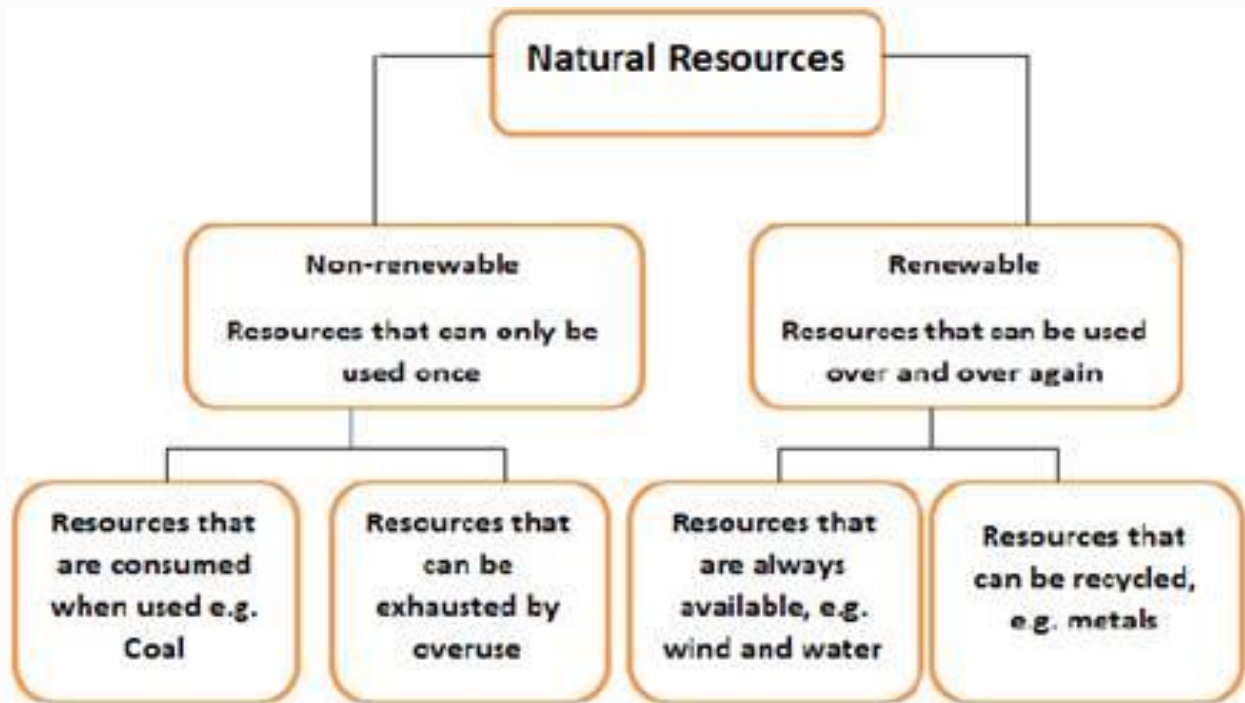 Natural Resources
Non-renewable
Resources that can only be
used once
Renewable
Resources that can be used
over and over again
Resources that
are consumed
when used e.g.
Coal
Resources that
can be
exhausted by
overuse
Resources that
are always
available, e.g.
wind and water
Resources that
can be recycled,
e.g. metals